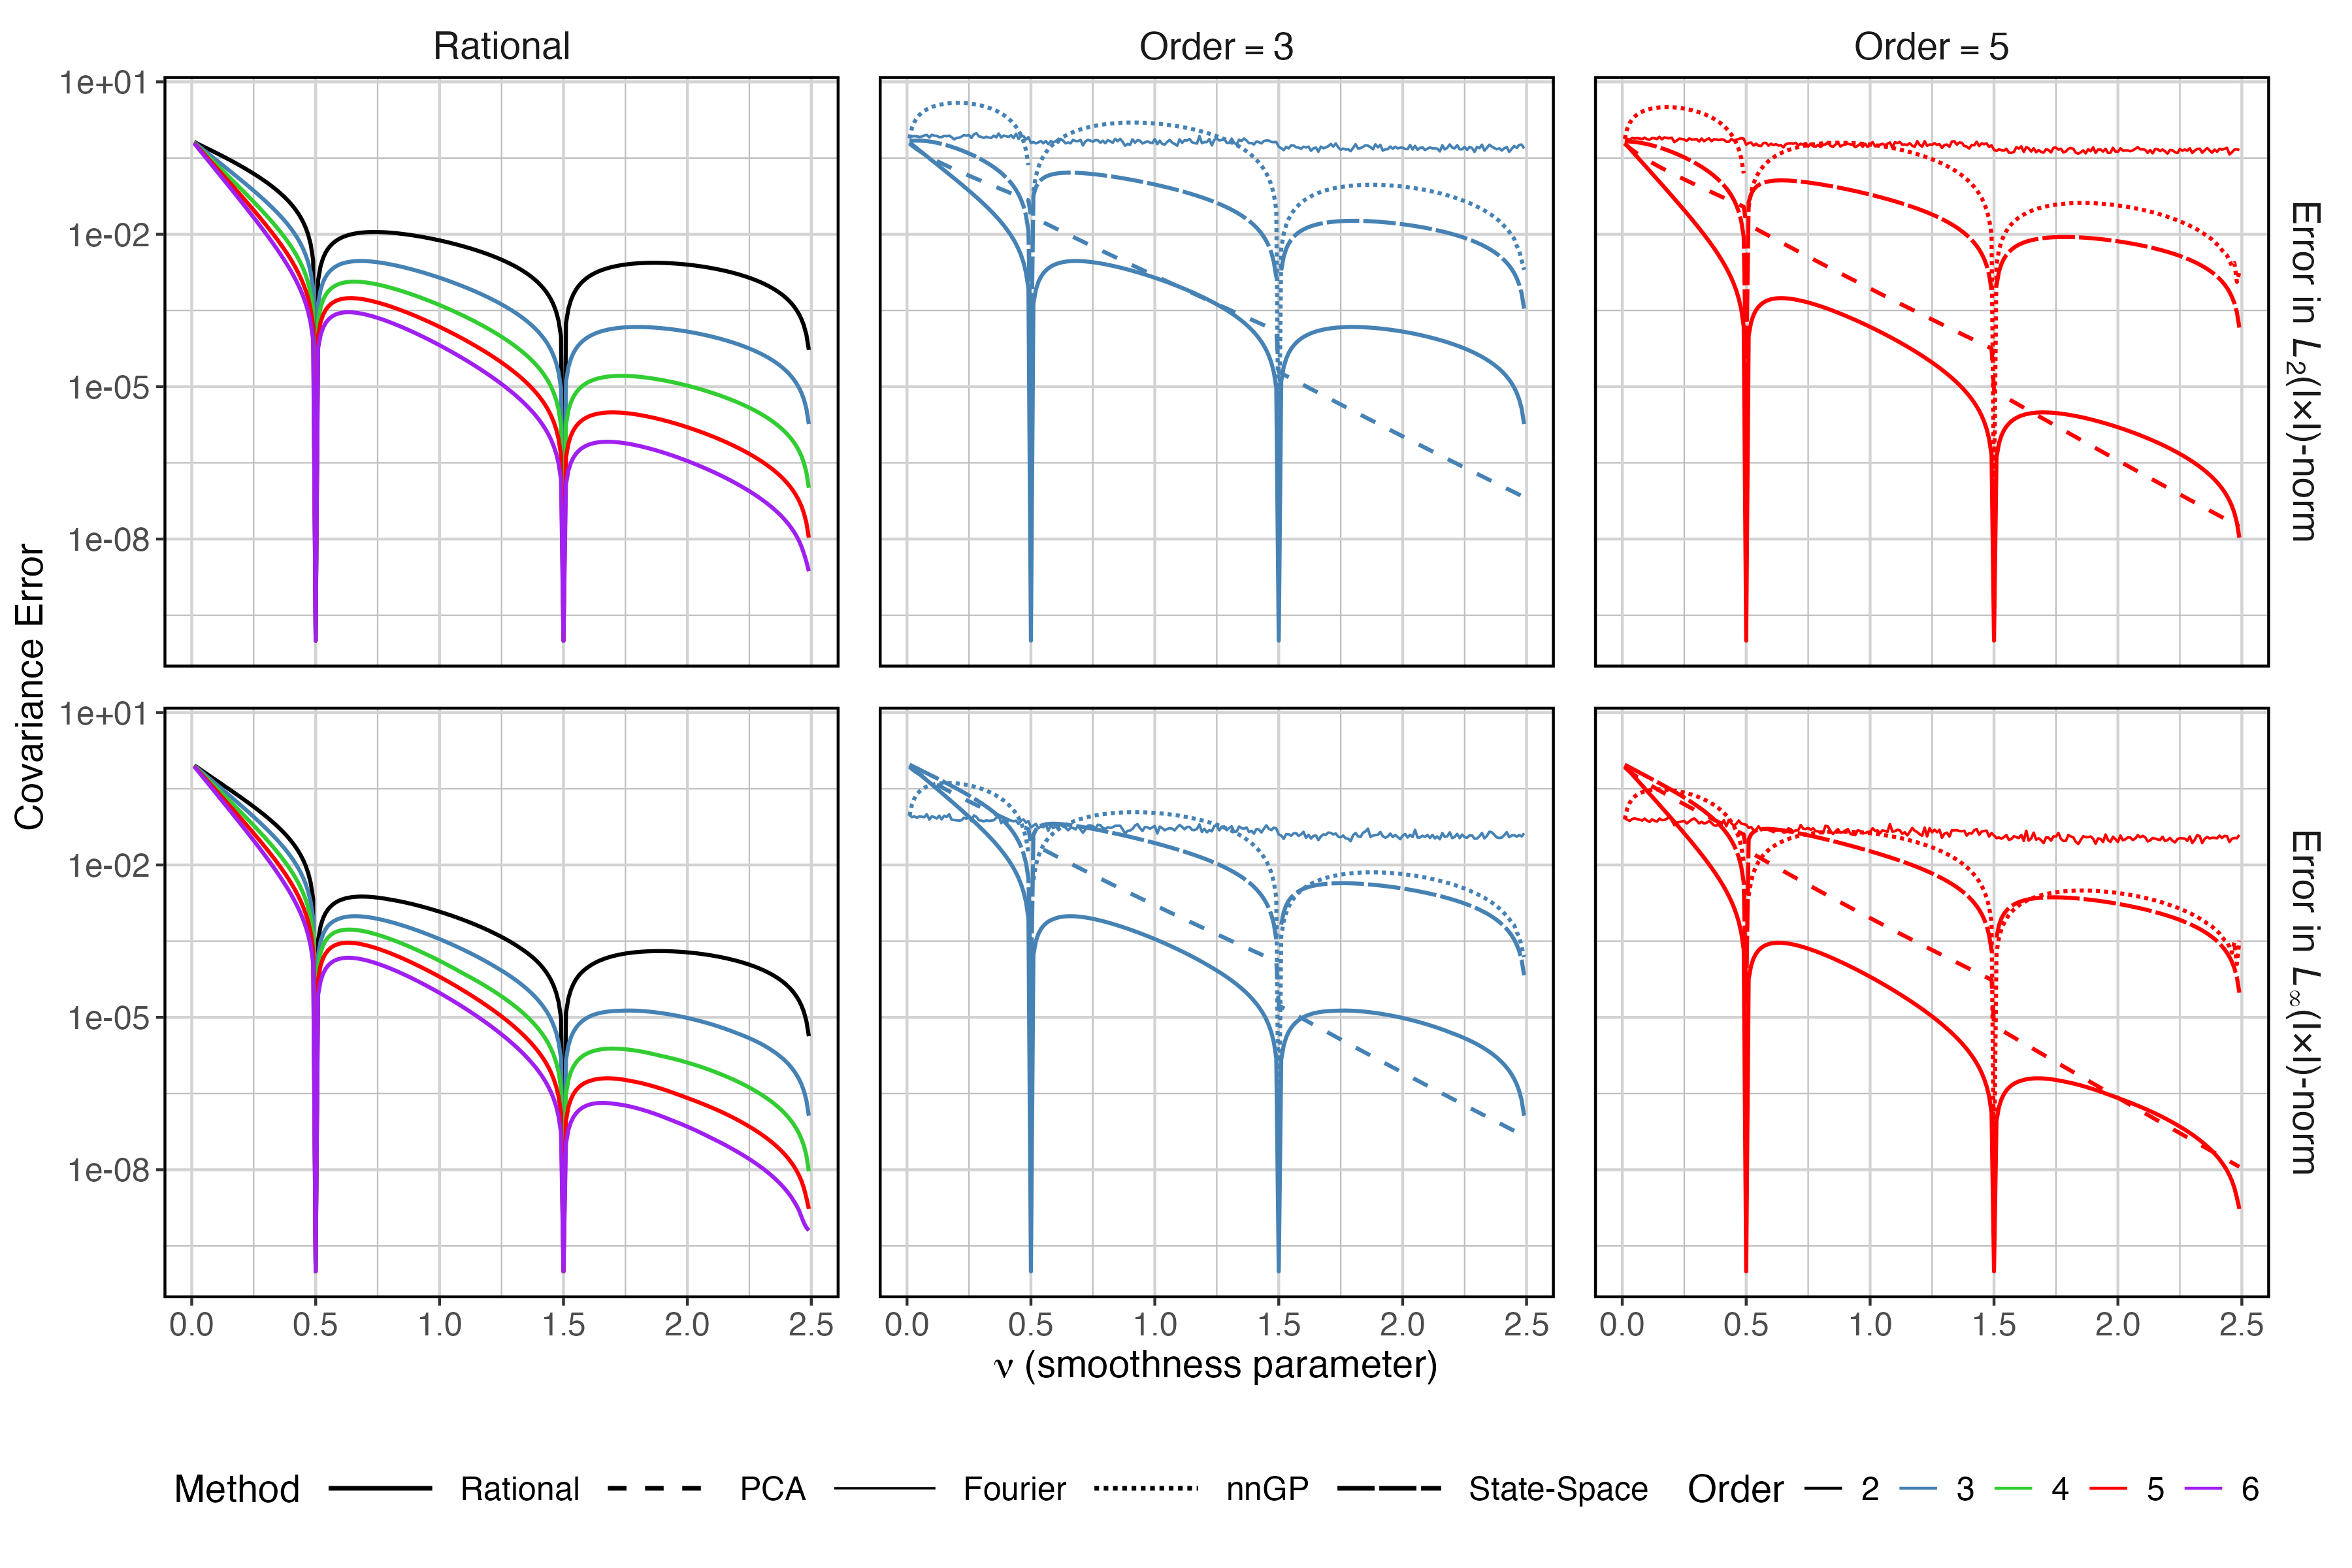 Rational
Order = 3
Order = 5
1e+01
1e-02
1e-05
1e-08
Error in L₂(I×I)-norm
Covariance Error
1e+01
1e-02
1e-05
1e-08
Error in L∞(I×I)-norm
0.0 0.5 1.0 1.5 2.0 2.5
0.0 0.5 1.0 1.5 2.0 2.5
0.0 0.5 1.0 1.5 2.0 2.5
ν (smoothness parameter)
Method Rational PCA Fourier nnGP State-Space Order 2 3 4 5 6